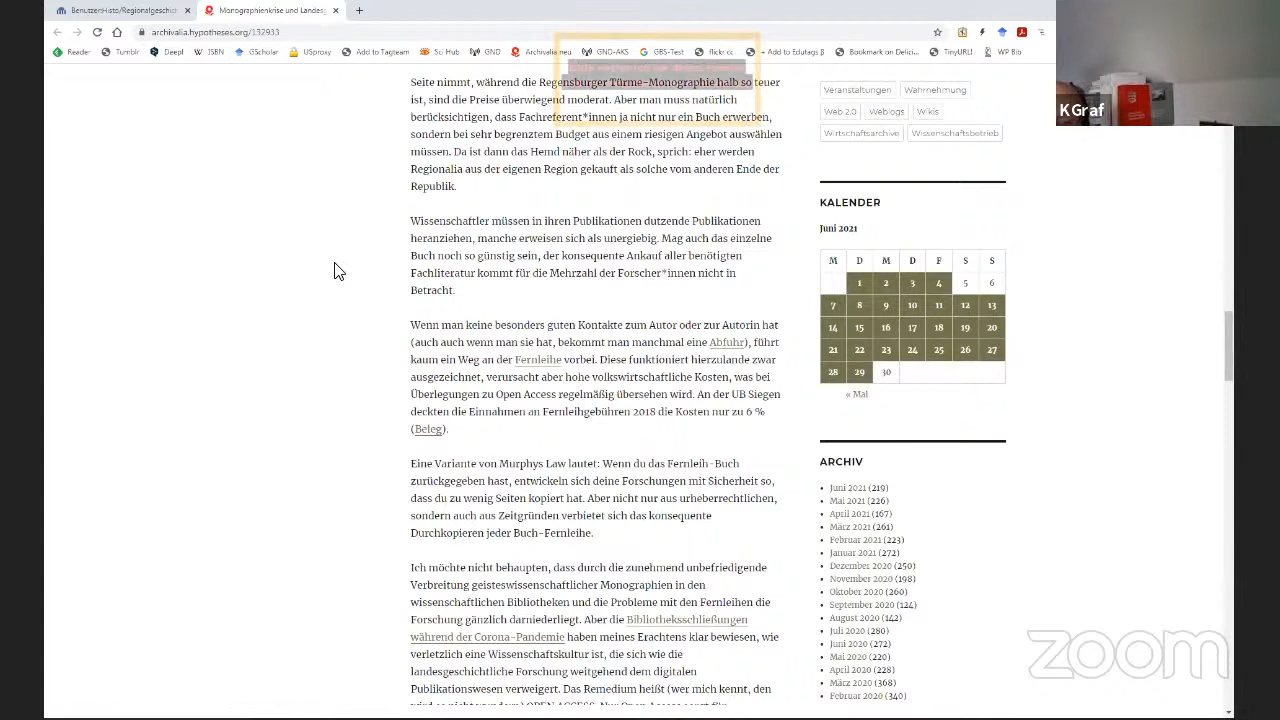 BenutzerHisto/Regionalgeschich
Monographienkrise und Landesg
archivalia.hypotheses.org/132933
Reader
Tumblr
Deepl
ISBN
GScholar
USproxy
Add to Tagteam
Sci Hub
GND
Archivalia neu
GND-AKS
GBS-Test
flickr cc
+ Add to Edutags β
Bookmark on Delici...
TinyURL!
WP Bib
Seite nimmt, während die Regensburger Türme-Monographie halb so teuer
ist, sind die Preise überwiegend moderat. Aber man muss natürlich
berücksichtigen, dass Fachreferent*innen ja nicht nur ein Buch erwerben,
sondern bei sehr begrenztem Budget aus einem riesigen Angebot auswählen
müssen. Da ist dann das Hemd näher als der Rock, sprich: eher werden
Regionalia aus der eigenen Region gekauft als solche vom anderen Ende der
Republik.
Wissenschaftler müssen in ihren Publikationen dutzende Publikationen
heranziehen, manche erweisen sich als unergiebig. Mag auch das einzelne
Buch noch so günstig sein, der konsequente Ankauf aller benötigten
Fachliteratur kommt für die Mehrzahl der Forscher*innen nicht in
Betracht.
Wenn man keine besonders guten Kontakte zum Autor oder zur Autorin hat
(auch auch wenn man sie hat, bekommt man manchmal eine Abfuhr), führt
kaum ein Weg an der Fernleihe vorbei. Diese funktioniert hierzulande zwar
ausgezeichnet, verursacht aber hohe volkswirtschaftliche Kosten, was bei
Überlegungen zu Open Access regelmäßig übersehen wird. An der UB Siegen
deckten die Einnahmen an Fernleihgebühren 2018 die Kosten nur zu 6 %
(Beleg).
Eine Variante von Murphys Law lautet: Wenn du das Fernleih-Buch
zurückgegeben hast, entwickeln sich deine Forschungen mit Sicherheit so,
dass du zu wenig Seiten kopiert hat. Aber nicht nur aus urheberrechtlichen,
sondern auch aus Zeitgründen verbietet sich das konsequente
Durchkopieren jeder Buch-Fernleihe.
Ich möchte nicht behaupten, dass durch die zunehmend unbefriedigende
Verbreitung geisteswissenschaftlicher Monographien in den
wissenschaftlichen Bibliotheken und die Probleme mit den Fernleihen die
Forschung gänzlich darniederliegt. Aber die Bibliotheksschließungen
während der Corona-Pandemie haben meines Erachtens klar bewiesen, wie
verletzlich eine Wissenschaftskultur ist, die sich wie die
landesgeschichtliche Forschung weitgehend dem digitalen
Publikationswesen verweigert. Das Remedium heißt (wer mich kennt, den
Veranstaltungen
Wahrnehmung
Web 2.0
Weblogs
Wikis
Wirtschaftsarchive
Wissenschaftsbetrieb
KALENDER
Juni 2021
M D M D F S S
1 2 3 4 5 6
7 8 9 10 11 12 13
14 15 16 17 18 19 20
21 22 23 24 25 26 27
28 29 30
« Mai
ARCHIV
Juni 2021 (219)
Mai 2021 (226)
April 2021 (167)
März 2021 (261)
Februar 2021 (223)
Januar 2021 (272)
Dezember 2020 (250)
November 2020 (198)
Oktober 2020 (260)
September 2020 (124)
August 2020 (142)
Juli 2020 (280)
Juni 2020 (272)
Mai 2020 (220)
April 2020 (228)
März 2020 (368)
Februar 2020 (340)
KGraf
zoom